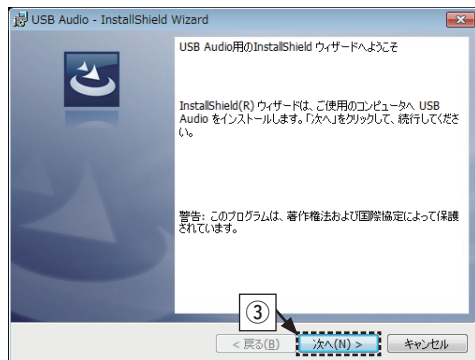 USB Audio - InstallShield Wizard
USB Audio用のInstallShield ウィザードへようこそ
InstallShield(R) ウィザードは、ご使用のコンピュータへ USB
Audio をインストールします。「次へ」をクリックして、続行してくださ
い。
警告: このプログラムは、著作権法および国際協定によって保護
されています。
③
< 戻る(B) 次へ(N) > キャンセル